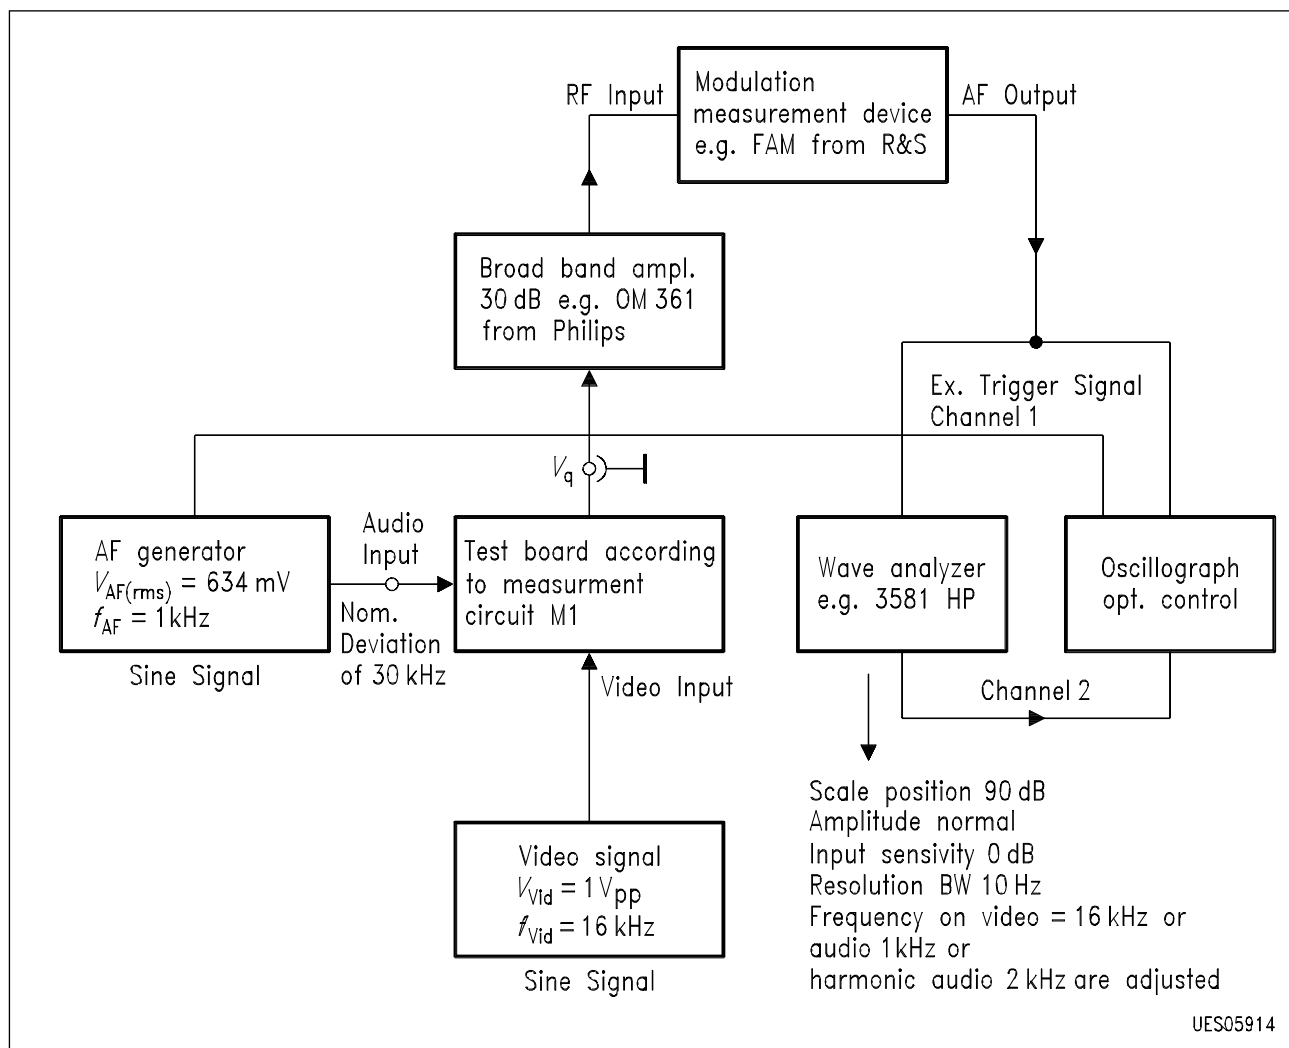 RF Input
Modulation
measurement device
e.g. FAM from R&S
AF Output
Broad band ampl.
30 dB e.g. OM 361
from Philips
Ex. Trigger Signal
Channel 1
Vq
AF generator
VAF(rms) = 634 mV
fAF = 1 kHz
Sine Signal
Audio
Input
Nom.
Deviation
of 30 kHz
Test board according
to measurment
circuit M1
Wave analyzer
e.g. 3581 HP
Oscillograph
opt. control
Video Input
Channel 2
Video signal
VVid = 1 Vpp
fVid = 16 kHz
Sine Signal
Scale position 90 dB
Amplitude normal
Input sensivity 0 dB
Resolution BW 10 Hz
Frequency on video = 16 kHz or
audio 1 kHz or
harmonic audio 2 kHz are adjusted
UES05914